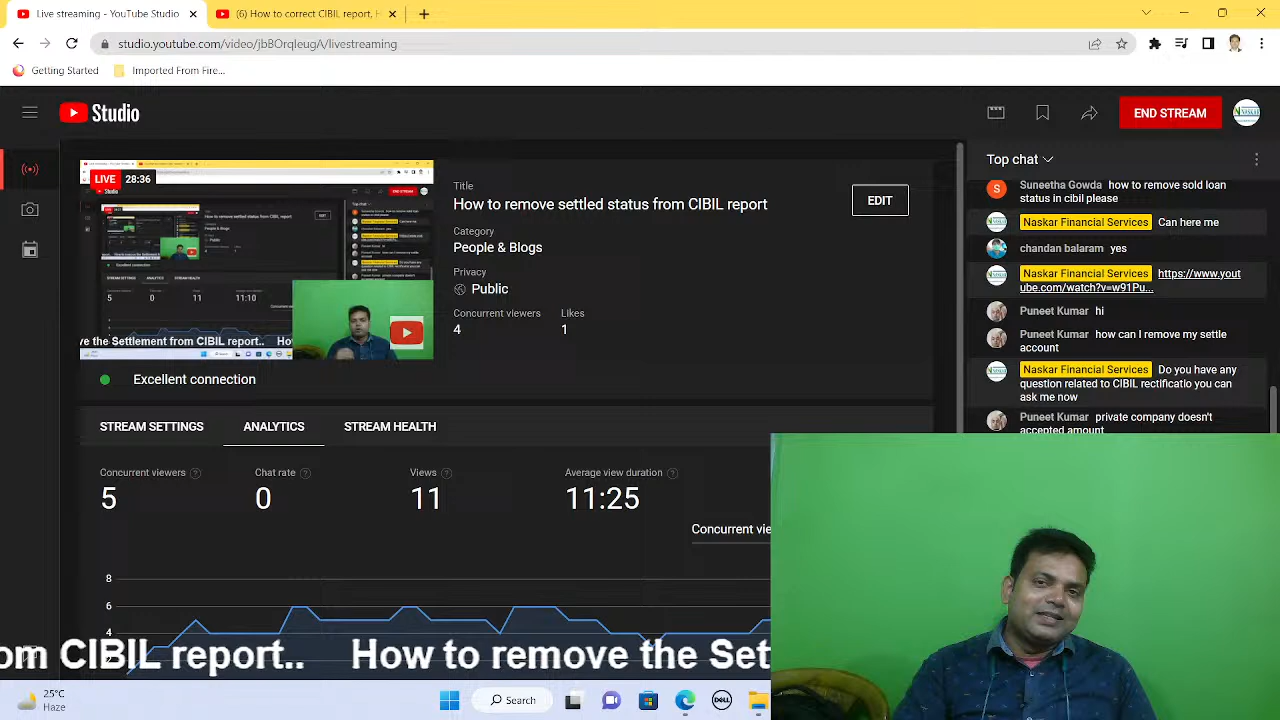 Live streaming - YouTube Studio
(6) How to correct CIBIL report, H
studio.youtube.com/video/jbBOrqleugA/livestreaming
Getting Started
Imported From Fire...
Studio
END STREAM
LIVE 28:36
Title
How to remove settled status from CIBIL report
EDIT
Category
People & Blogs
Privacy
Public
Concurrent viewers
4
Likes
1
Excellent connection
STREAM SETTINGS
ANALYTICS
STREAM HEALTH
Concurrent viewers
5
Chat rate
0
Views
11
Average view duration
11:25
Concurrent vie
8
6
4
Top chat
Suneetha Gowda how to remove sold loan
status in cibil please
Naskar Financial Services Can here me
chandan balaram yes
Naskar Financial Services https://www.yout
ube.com/watch?v=w91Pu...
Puneet Kumar hi
Puneet Kumar how can I remove my settle
account
Naskar Financial Services Do you have any
question related to CIBIL rectificatio you can
ask me now
Puneet Kumar private company doesn't
accepted amount
om CIBIL report.. How to remove the Set
25°C
Haze
Search
DELL